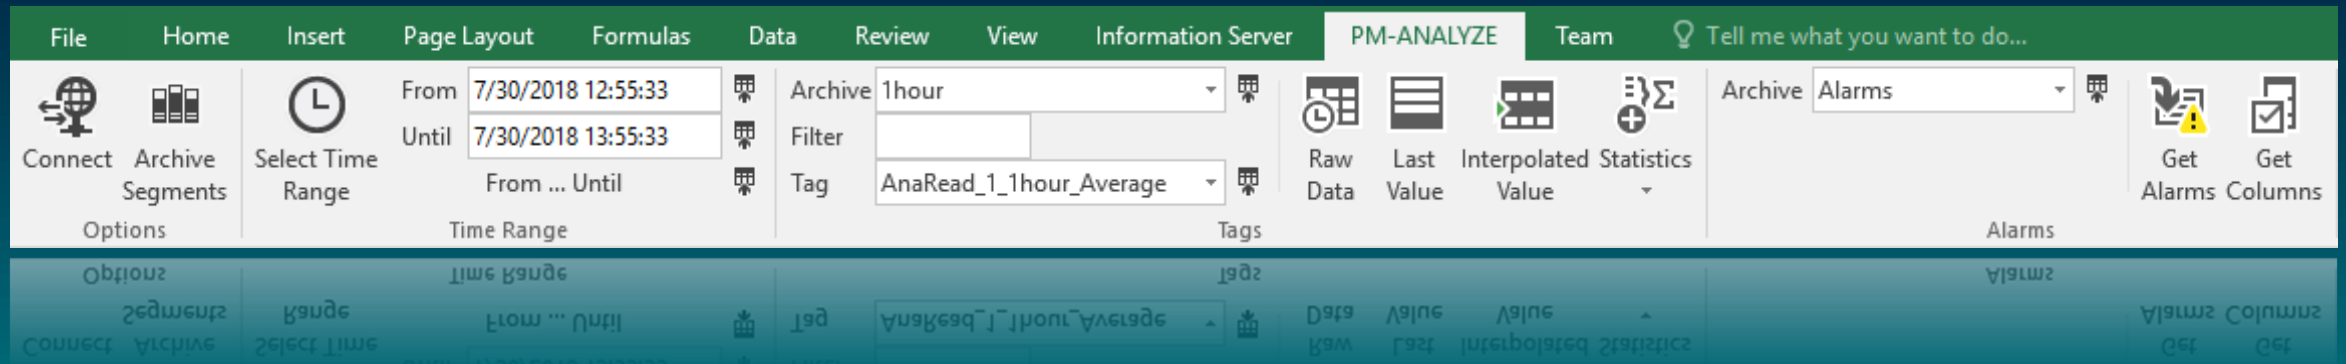 File Home Insert Page Layout Formulas Data Review View Information Server PM-ANALYZE Team Tell me what you want to do...
Connect
Archive
Segments
Options
Select Time
Range
From 7/30/2018 12:55:33
Until 7/30/2018 13:55:33
From ... Until
Time Range
Archive 1hour
Filter
Tag AnaRead_1_1hour_Average
Raw
Data
Last
Value
Interpolated
Value
Statistics
Tags
Archive Alarms
Get
Alarms
Get
Columns
Alarms